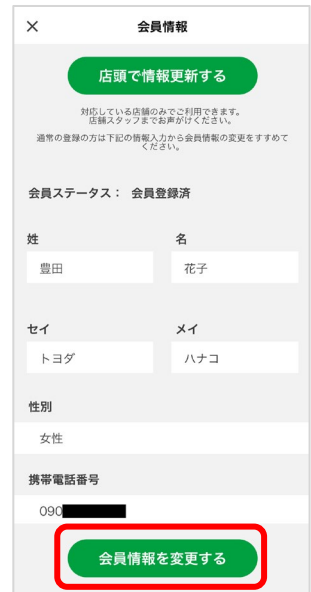 ×
会員情報
店頭で情報更新する
対応している店舗のみでご利用できます。
店舗スタッフまでお声がけください。
通常の登録の方は下記の情報入力から会員情報の変更をすすめて
ください。
会員ステータス： 会員登録済
姓 名
豊田 花子
セイ メイ
トヨダ ハナコ
性別
女性
携帯電話番号
090
会員情報を変更する